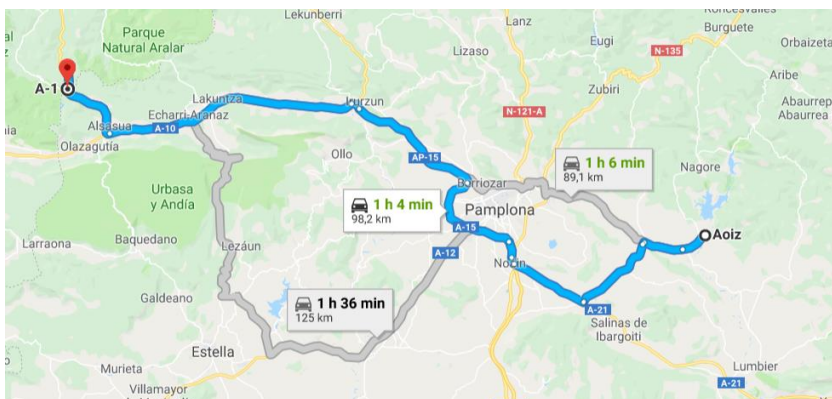 Lekunberri
Lanz
Burguete
Parque
Natural Aralar
Eugi
N-135
Orbaizeta
Lizaso
A-1
Aribe
Zubiri
Lakuntza
Echarri-Aranaz
N-121-A
Abaurrep
Abaurrea
Alsasua
A-10
Olazagutía
Ollo
AP-15
1 h 6 min
89,1 km
Nagore
Urbasa
y Andía
Berriozar
1 h 4 min
98,2 km
Pamplona
A-15
Aoiz
Larraona
Baquedano
Lezáun
A-12
Noáin
Galdeano
1 h 36 min
125 km
A-21
Salinas de
Ibargoiti
Estella
Murieta
Lumbier
Villamayor
A-21